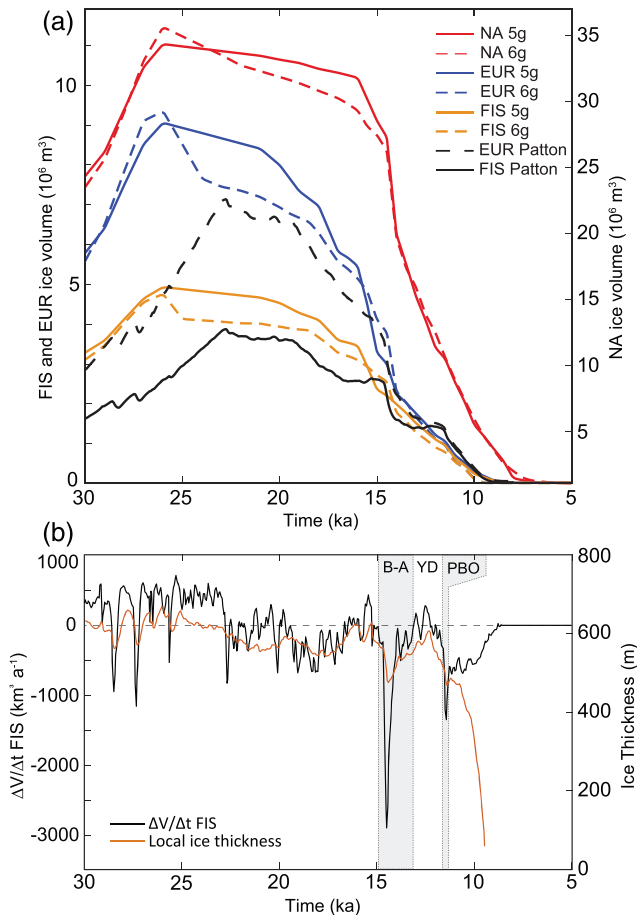 (a)
NA 5g
NA 6g
EUR 5g
EUR 6g
FIS 5g
FIS 6g
EUR Patton
FIS Patton
FIS and EUR ice volume (10⁶ m³)
10
5
0
NA ice volume (10⁶ m³)
35
30
25
20
15
10
5
30
25
20
15
10
5
Time (ka)
(b)
B-A
YD
PBO
ΔV/Δt FIS (km³ a⁻¹)
1000
0
-1000
-2000
-3000
Ice Thickness (m)
800
600
400
200
0
ΔV/Δt FIS
Local ice thickness
30
25
20
15
10
5
Time (ka)